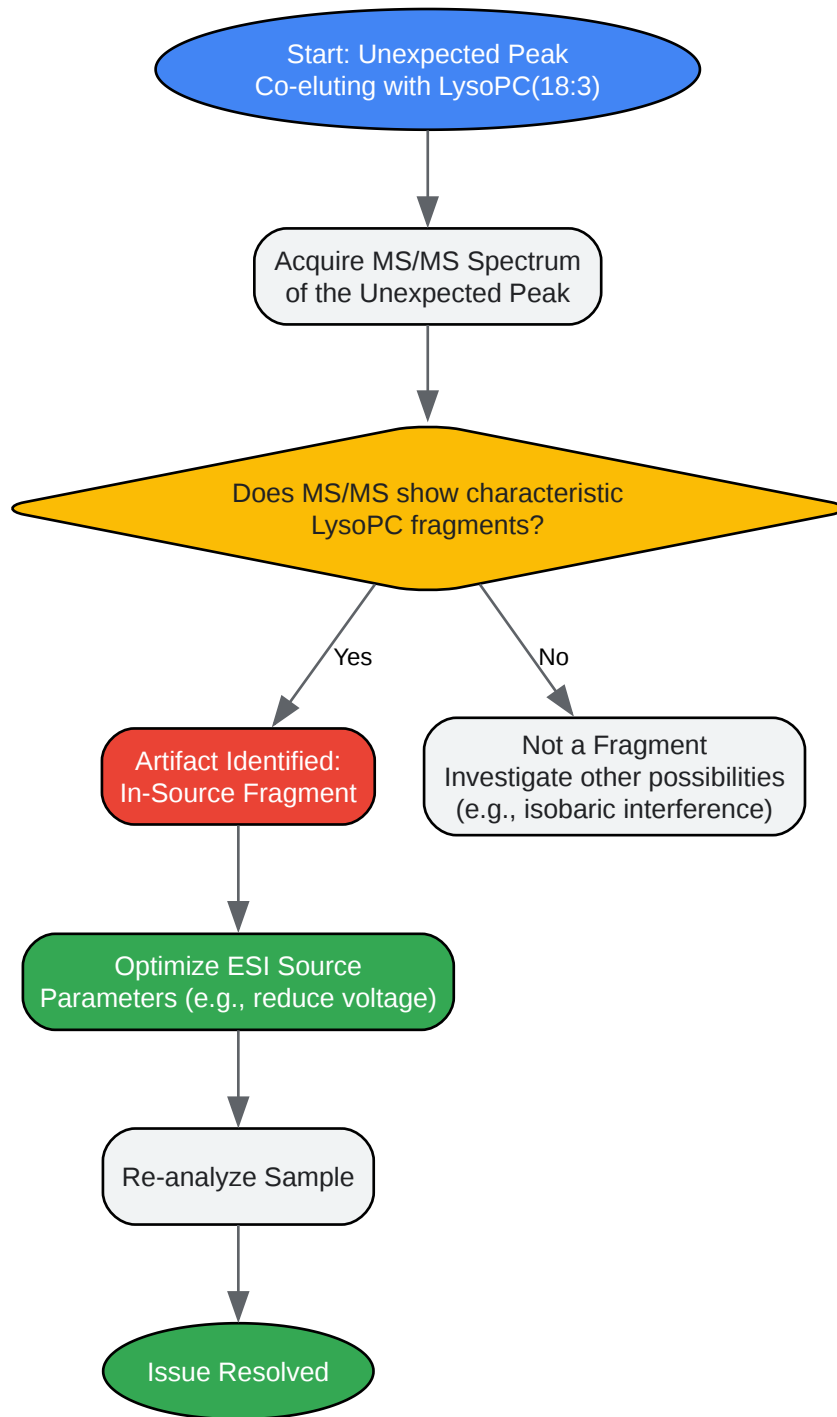 Start: Unexpected Peak
Co-eluting with LysoPC(18:3)
Acquire MS/MS Spectrum
of the Unexpected Peak
Does MS/MS show characteristic
LysoPC fragments?
Yes
No
Artifact Identified:
In-Source Fragment
Not a Fragment
Investigate other possibilities
(e.g., isobaric interference)
Optimize ESI Source
Parameters (e.g., reduce voltage)
Re-analyze Sample
Issue Resolved